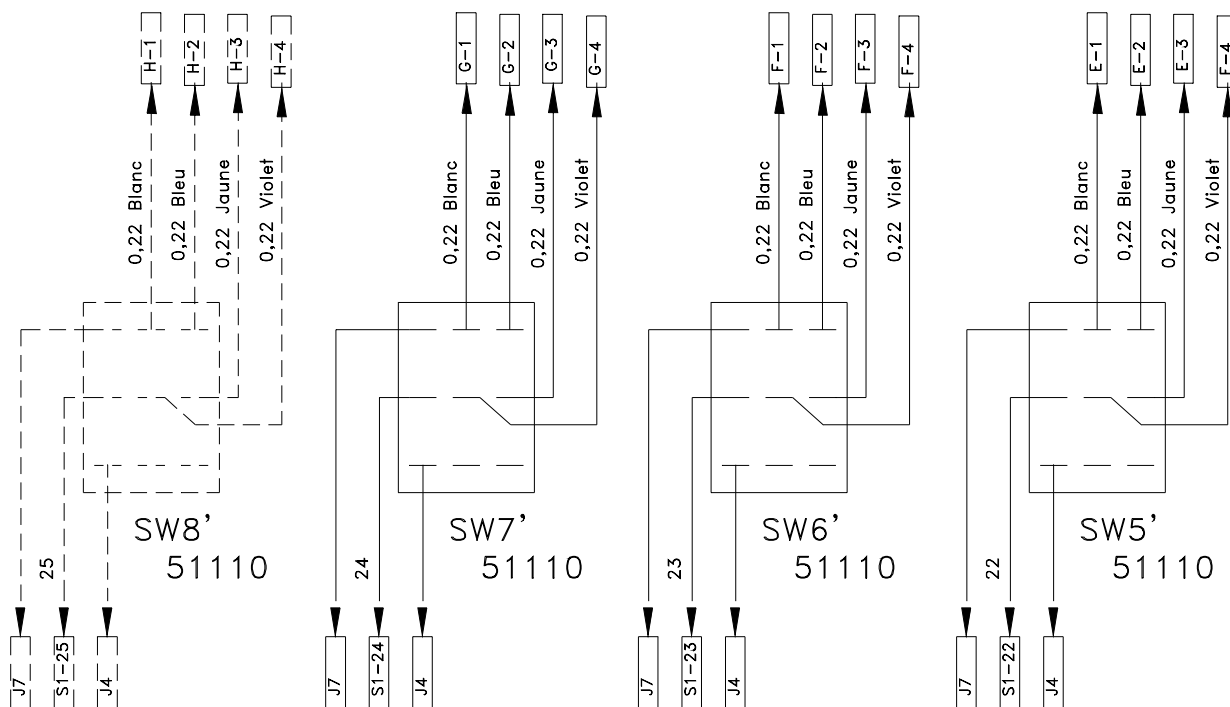 H-1
H-2
H-3
H-4
G-1
G-2
G-3
G-4
F-1
F-2
F-3
F-4
E-1
E-2
E-3
F-4
0,22 Blanc
0,22 Bleu
0,22 Jaune
0,22 Violet
0,22 Blanc
0,22 Bleu
0,22 Jaune
0,22 Violet
0,22 Blanc
0,22 Bleu
0,22 Jaune
0,22 Violet
0,22 Blanc
0,22 Bleu
0,22 Jaune
0,22 Violet
SW8'
51110
SW7'
51110
SW6'
51110
SW5'
51110
25
24
23
22
J7
S1-25
J4
J7
S1-24
J4
J7
S1-23
J4
J7
S1-22
J4